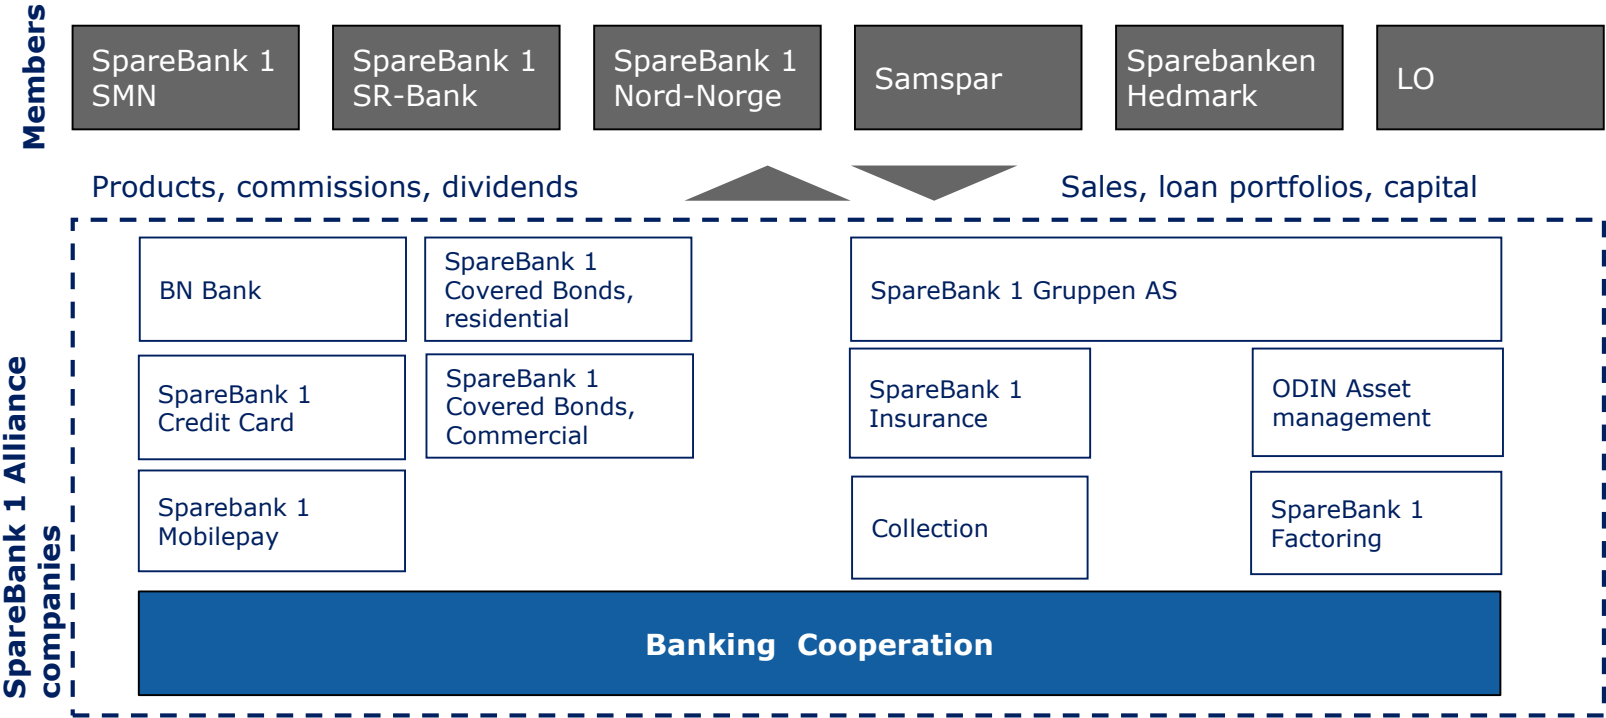 Members
SpareBank 1
SMN
SpareBank 1
SR-Bank
SpareBank 1
Nord-Norge
Samspar
Sparebanken
Hedmark
LO
Products, commissions, dividends
Sales, loan portfolios, capital
SpareBank 1 Alliance
companies
BN Bank
SpareBank 1
Covered Bonds,
residential
SpareBank 1 Gruppen AS
SpareBank 1
Credit Card
SpareBank 1
Covered Bonds,
Commercial
SpareBank 1
Insurance
ODIN Asset
management
Sparebank 1
Mobilepay
Collection
SpareBank 1
Factoring
Banking Cooperation